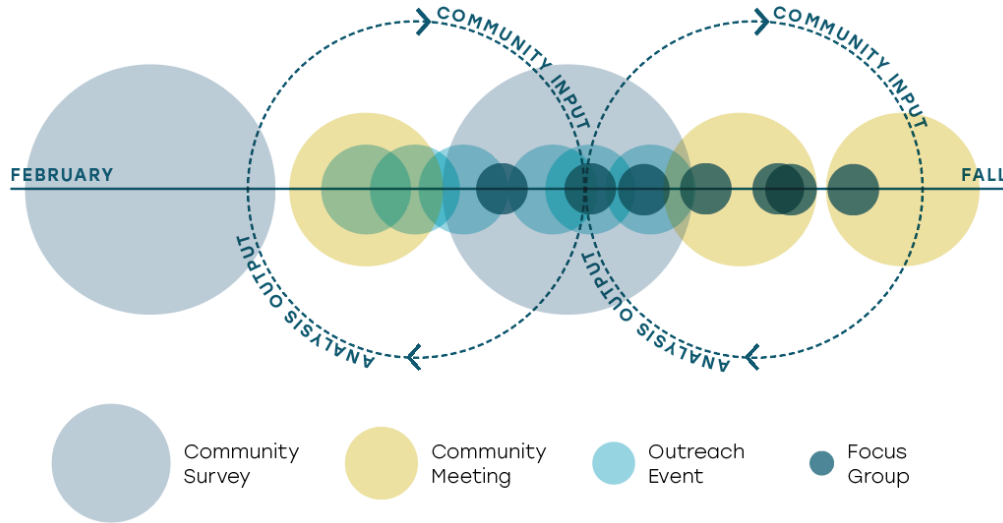 COMMUNITY INPUT
COMMUNITY INPUT
FEBRUARY
FALL
ANALYSIS OUTPUT
ANALYSIS OUTPUT
Community
Survey
Community
Meeting
Outreach
Event
Focus
Group